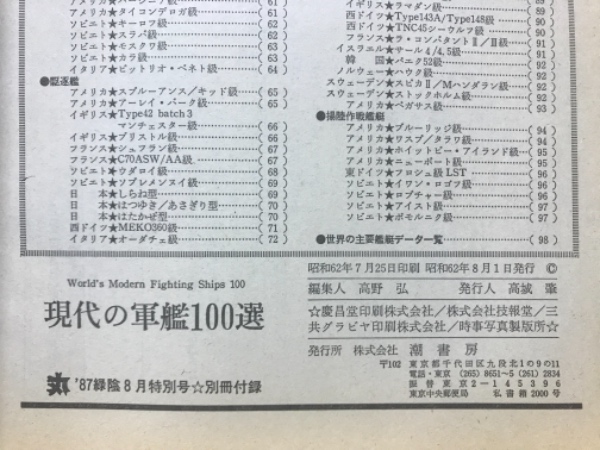 アメリカ★タイコンデロガ級……( 61 )
ソビエト★キーロフ級……( 62 )
ソビエト★スラバ級……( 62 )
ソビエト★モスクワ級……( 63 )
ソビエト★カラ級……( 63 )
イタリア★ビットリオ・ベネト級……( 64 )
●駆逐艦
アメリカ★スプルーアンス/キッド級……( 65 )
アメリカ★アーレイ・バーク級……( 65 )
イギリス★Type42 batch 3
マンチェスター級……( 66 )
イギリス★ブリストル級……( 66 )
フランス★シュフラン級……( 67 )
フランス★C70ASW/AA級……( 67 )
ソビエト★ウダロイ級……( 68 )
ソビエト★ソブレメンヌイ級……( 69 )
日 本★しらね型……( 69 )
日 本★はつゆき/あさぎり型……( 70 )
日 本★はたかぜ型……( 70 )
西ドイツ★MEKO360級……( 71 )
イタリア★オーダチェ級……( 72 )
イギリス★ラマダン級……( 89 )
西ドイツ★Type143A/Type148級……( 90 )
西ドイツ★TNC45シーウルフ級……( 90 )
フランス★ラ・コンバタントⅡ/Ⅲ級……( 91 )
イスラエル★サール4/4.5級……( 91 )
韓 国★パエク52級……( 91 )
ノルウェー★ハウク級……( 92 )
スウェーデン★スピカⅡ/Mハンダラン級……( 92 )
スウェーデン★ストックホルム級……( 92 )
アメリカ★ペガサス級……( 93 )
●揚陸作戦艦艇
アメリカ★ブルーリッジ級……( 94 )
アメリカ★ワスプ/タラワ級……( 94 )
アメリカ★ホイットビー・アイランド級……( 95 )
アメリカ★ニューポート級……( 95 )
東ドイツ★フロシュ級 LST……( 96 )
ソビエト★イワン・ロゴフ級……( 96 )
ソビエト★ロプチャー級……( 96 )
ソビエト★アイスト級……( 97 )
ソビエト★ポモルニク級……( 97 )
●世界の主要艦艇データ一覧……( 98 )
World's Modern Fighting Ships 100
現代の軍艦100選
丸 '87緑陰8月特別号☆別冊付録
昭和62年7月25日印刷 昭和62年8月1日発行 ©
編集人 高野 弘 発行人 高城 肇
☆慶昌堂印刷株式会社/株式会社技報堂/三
共グラビヤ印刷株式会社/時事写真製版所☆
発行所 株式会社 潮書房
〒102 東京都千代田区九段北1の9の11
電話・東京 (265) 8651~5 (261) 2834
振替東京 2-145396
東京中央郵便局 私書箱2000号